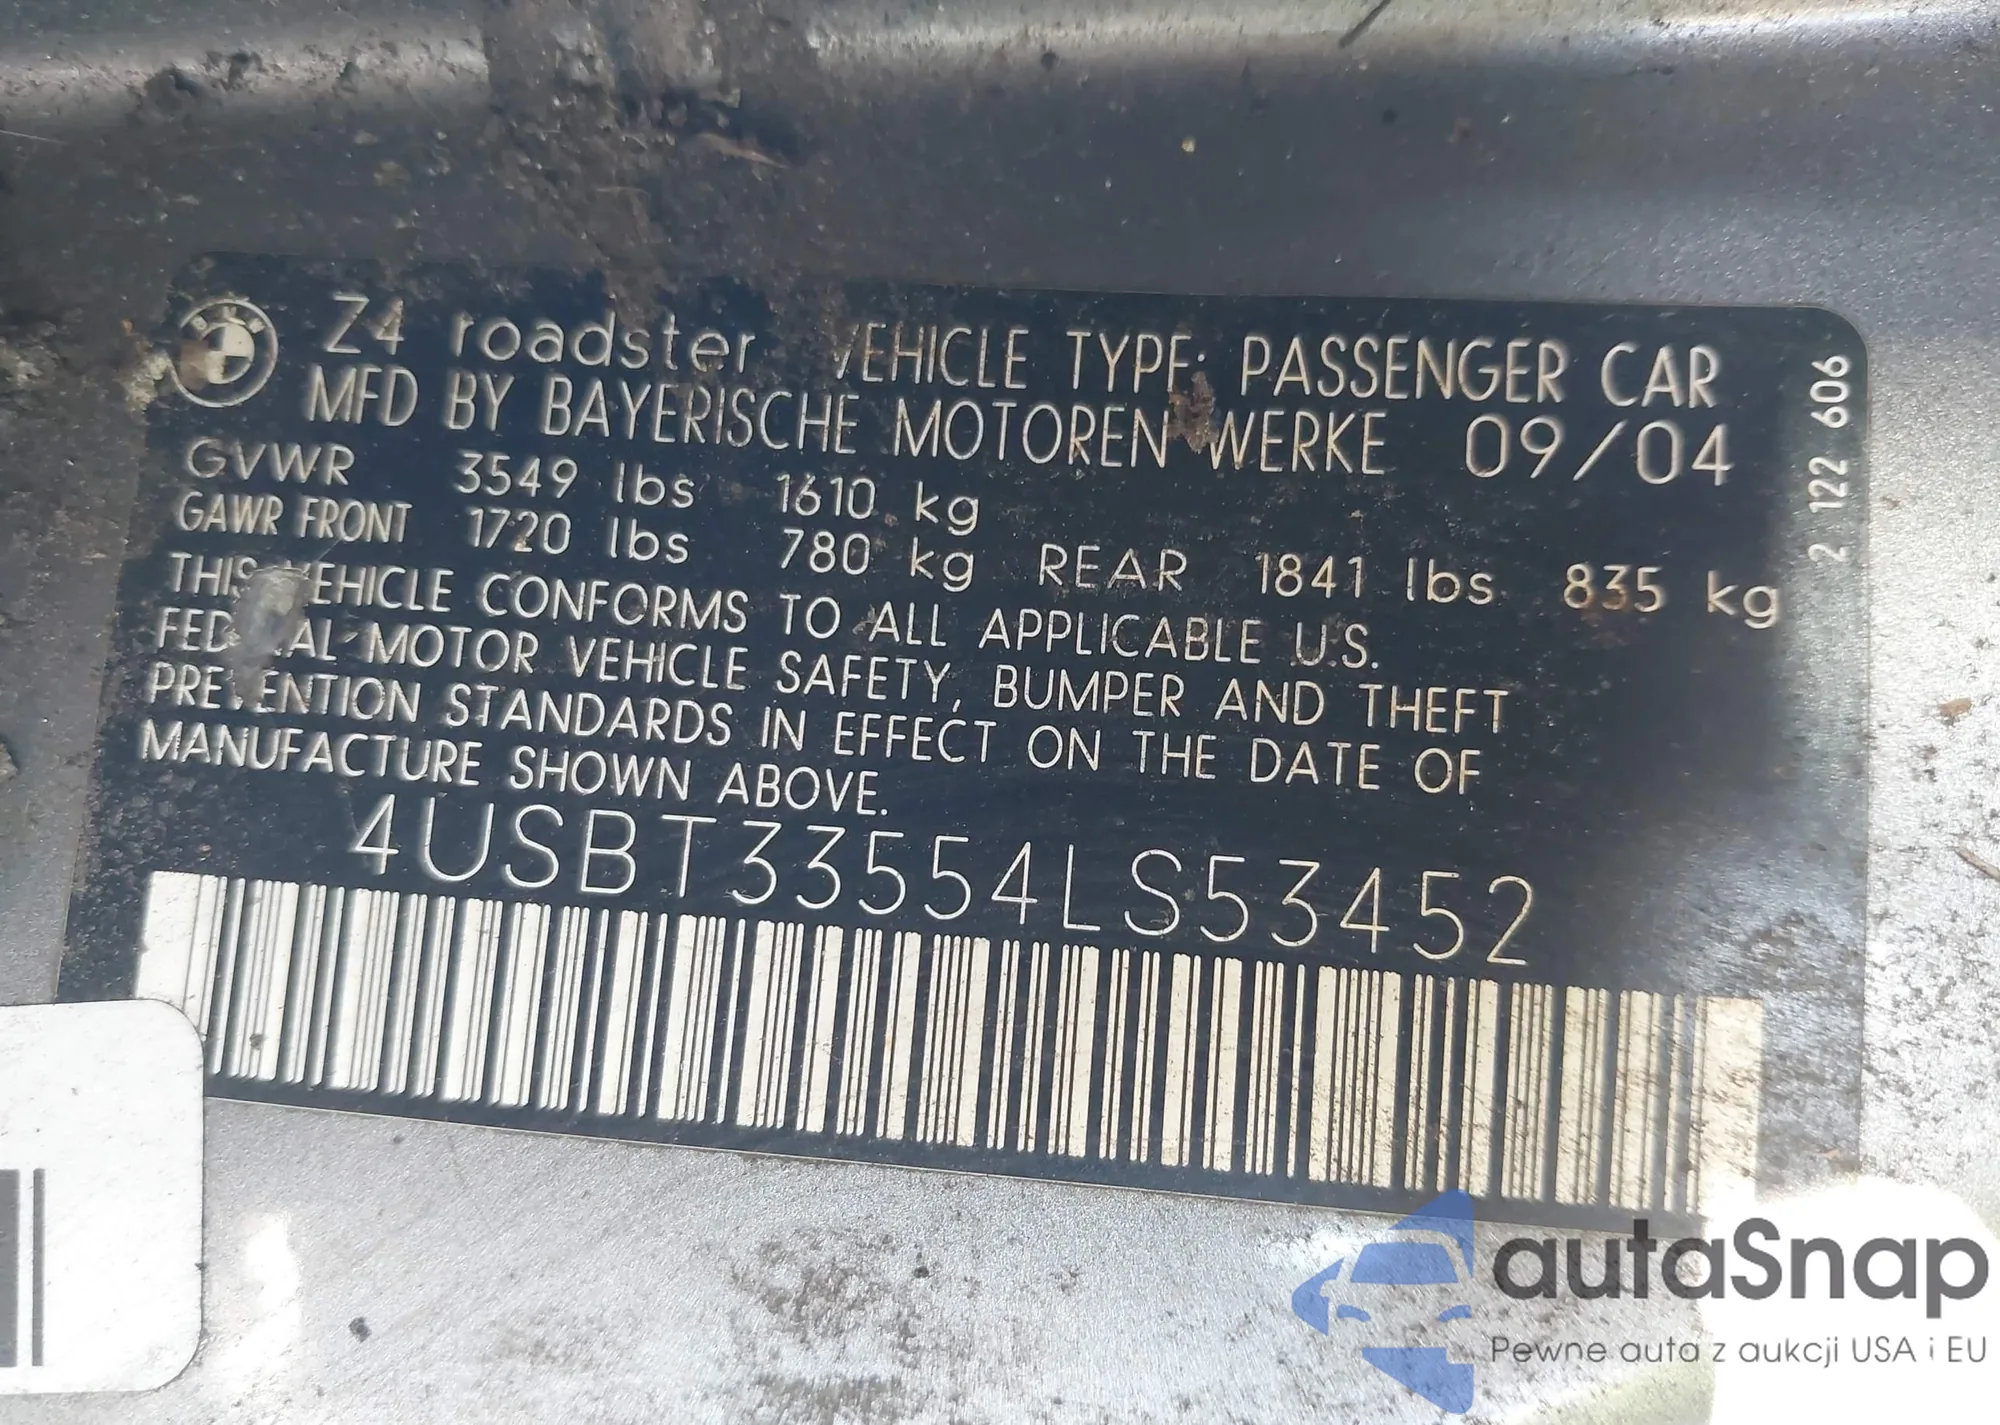 BMW
Z4 roadster VEHICLE TYPE: PASSENGER CAR
MFD BY BAYERISCHE MOTOREN WERKE 09/04
GVWR 3549 lbs 1610 kg
GAWR FRONT 1720 lbs 780 kg REAR 1841 lbs 835 kg
THIS VEHICLE CONFORMS TO ALL APPLICABLE U.S.
FEDERAL MOTOR VEHICLE SAFETY, BUMPER AND THEFT
PREVENTION STANDARDS IN EFFECT ON THE DATE OF
MANUFACTURE SHOWN ABOVE.
4USBT33554LS53452
2 122 606
autaSnap
Pewne auta z aukcji USA i EU